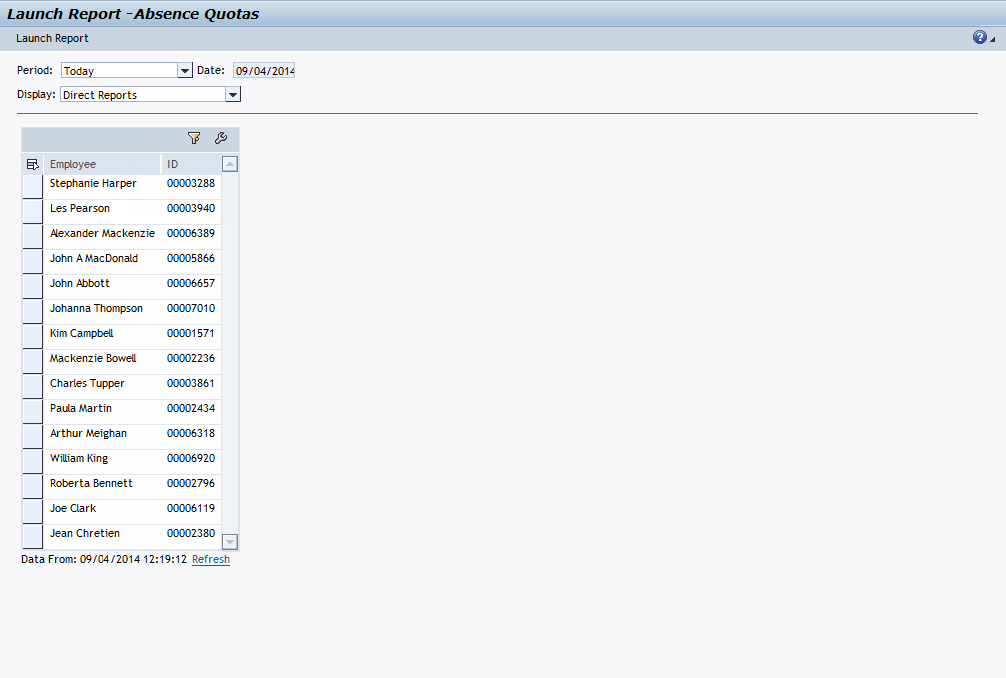 Launch Report -Absence Quotas
Launch Report
Period: Today Date: 09/04/2014
Display: Direct Reports
Employee ID
Stephanie Harper 00003288
Les Pearson 00003940
Alexander Mackenzie 00006389
John A MacDonald 00005866
John Abbott 00006657
Johanna Thompson 00007010
Kim Campbell 00001571
Mackenzie Bowell 00002236
Charles Tupper 00003861
Paula Martin 00002434
Arthur Meighan 00006318
William King 00006920
Roberta Bennett 00002796
Joe Clark 00006119
Jean Chretien 00002380
Data From: 09/04/2014 12:19:12 Refresh